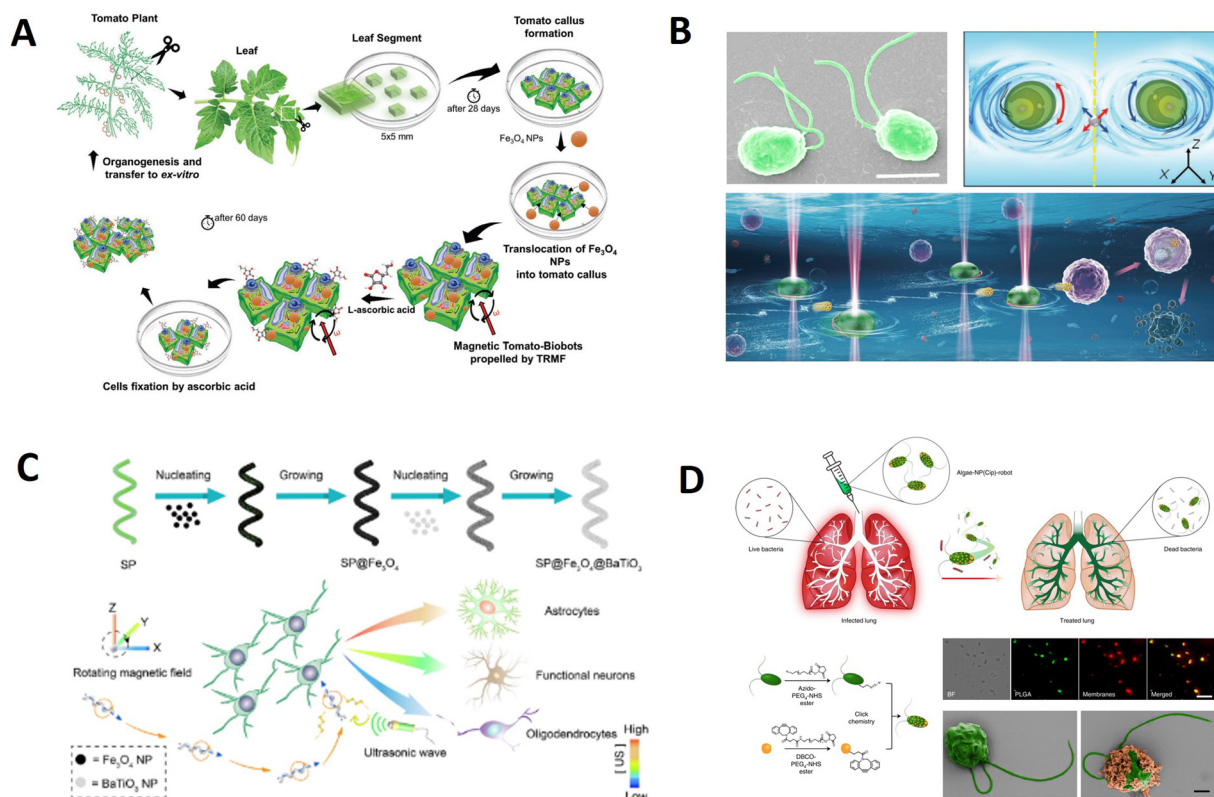 A
Tomato Plant
Leaf
Leaf Segment
5x5 mm
after 28 days
Tomato callus
formation
Fe₃O₄ NPs
Translocation of Fe₃O₄
NPs
into tomato callus
Magnetic Tomato-Biobots
propelled by TRMF
ω
L-ascorbic acid
ω
Cells fixation by ascorbic acid
after 60 days
Organogenesis and
transfer to ex-vitro
B
Z
X
Y
C
Nucleating
Growing
Nucleating
Growing
SP
SP@Fe₃O₄
SP@Fe₃O₄@BaTiO₃
Z
Y
X
Rotating magnetic field
Astrocytes
Functional neurons
Oligodendrocytes
Ultrasonic wave
High
[ US ]
Low
= Fe₃O₄ NP
= BaTiO₃ NP
D
Algae-NP(Cip)-robot
Live bacteria
Dead bacteria
Infected lung
Treated lung
Azido-
PEG₄-NHS
ester
Click
chemistry
DBCO-
PEG₄-NHS
ester
BF
PLGA
Membranes
Merged